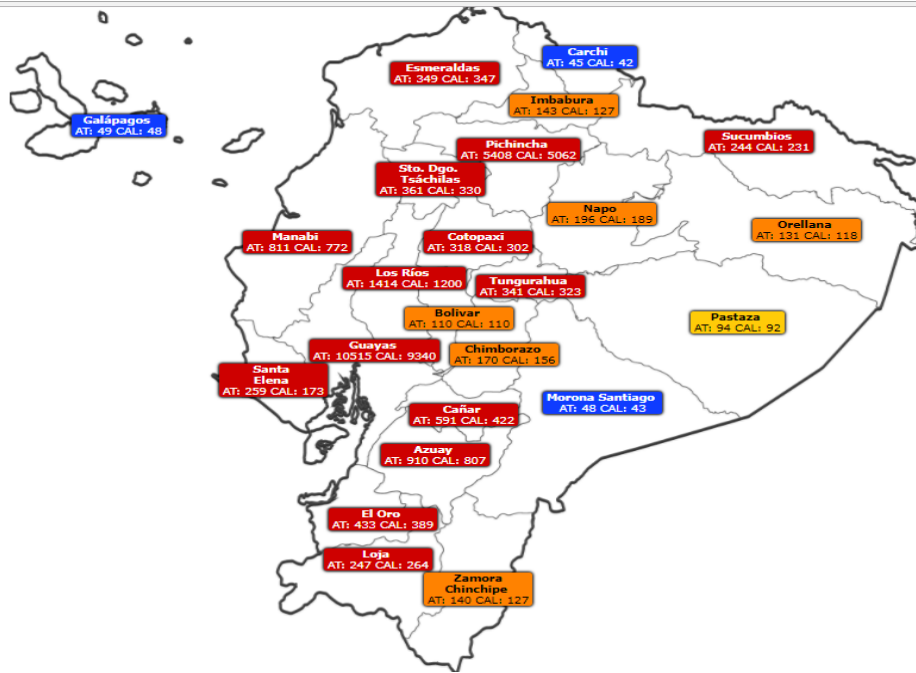 Carchi
AT: 45 CAL: 42
Esmeraldas
AT: 349 CAL: 347
Imbabura
AT: 143 CAL: 127
Galápagos
AT: 49 CAL: 48
Sucumbios
AT: 244 CAL: 231
Pichincha
AT: 5408 CAL: 5062
Sto. Dgo.
Tsáchilas
AT: 361 CAL: 330
Napo
AT: 196 CAL: 189
Orellana
AT: 131 CAL: 118
Manabi
AT: 811 CAL: 772
Cotopaxi
AT: 318 CAL: 302
Los Ríos
AT: 1414 CAL: 1200
Tungurahua
AT: 341 CAL: 323
Bolivar
AT: 110 CAL: 110
Pastaza
AT: 94 CAL: 92
Guayas
AT: 10515 CAL: 9340
Chimborazo
AT: 170 CAL: 156
Santa
Elena
AT: 259 CAL: 173
Morona Santiago
AT: 48 CAL: 43
Cañar
AT: 591 CAL: 422
Azuay
AT: 910 CAL: 807
El Oro
AT: 433 CAL: 389
Loja
AT: 247 CAL: 264
Zamora
Chinchipe
AT: 140 CAL: 127